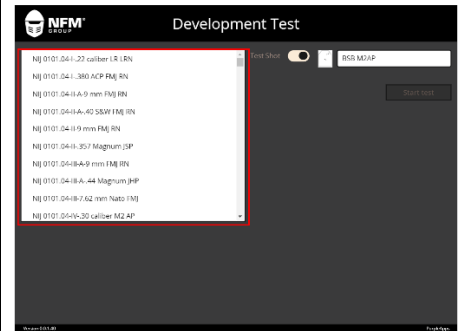 NFM®
GROUP
Development Test
NIJ 0101.04-I-.22 caliber LR LRN
NIJ 0101.04-I-.380 ACP FMJ RN
NIJ 0101.04-II-A-9 mm FMJ RN
NIJ 0101.04-II-A-.40 S&W FMJ RN
NIJ 0101.04-II-9 mm FMJ RN
NIJ 0101.04-II-.357 Magnum JSP
NIJ 0101.04-III-A-9 mm FMJ RN
NIJ 0101.04-III-A-.44 Magnum JHP
NIJ 0101.04-III-7.62 mm Nato FMJ
NIJ 0101.04-IV-.30 caliber M2 AP
Test Shot
RSB M2AP
Start test